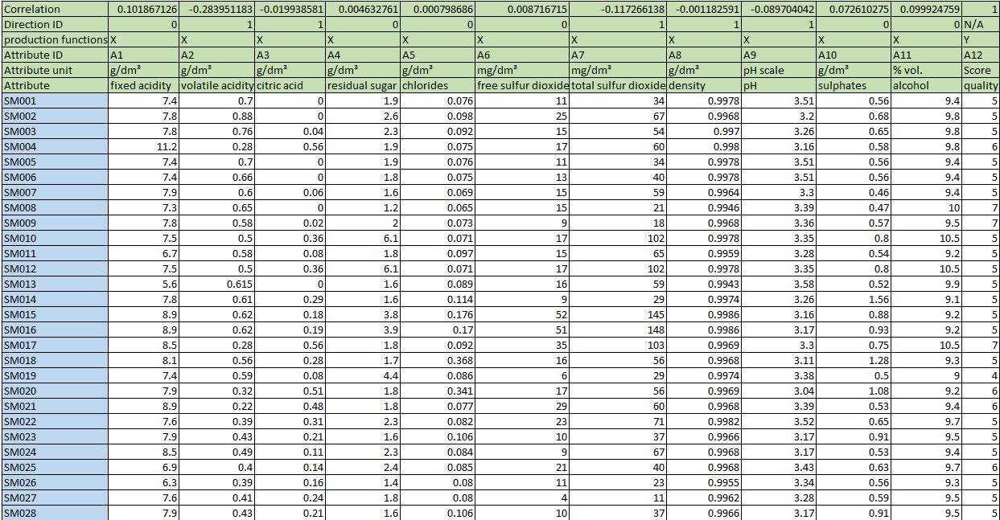 Correlation 0.101867126 -0.283951183 -0.019938581 0.004632761 0.000798686 0.008716715 -0.117266138 -0.001182591 -0.089704042 0.072610275 0.099924759 1
Direction ID 0 1 1 0 0 0 1 1 1 0 0 N/A
production functions X X X X X X X X X X X Y
Attribute ID A1 A2 A3 A4 A5 A6 A7 A8 A9 A10 A11 A12
Attribute unit g/dm³ g/dm³ g/dm³ g/dm³ g/dm³ mg/dm³ mg/dm³ g/dm³ pH scale g/dm³ % vol. Score
Attribute fixed acidity volatile acidity citric acid residual sugar chlorides free sulfur dioxide total sulfur dioxide density pH sulphates alcohol quality
SM001 7.4 0.7 0 1.9 0.076 11 34 0.9978 3.51 0.56 9.4 5
SM002 7.8 0.88 0 2.6 0.098 25 67 0.9968 3.2 0.68 9.8 5
SM003 7.8 0.76 0.04 2.3 0.092 15 54 0.997 3.26 0.65 9.8 5
SM004 11.2 0.28 0.56 1.9 0.075 17 60 0.998 3.16 0.58 9.8 6
SM005 7.4 0.7 0 1.9 0.076 11 34 0.9978 3.51 0.56 9.4 5
SM006 7.4 0.66 0 1.8 0.075 13 40 0.9978 3.51 0.56 9.4 5
SM007 7.9 0.6 0.06 1.6 0.069 15 59 0.9964 3.3 0.46 9.4 5
SM008 7.3 0.65 0 1.2 0.065 15 21 0.9946 3.39 0.47 10 7
SM009 7.8 0.58 0.02 2 0.073 9 18 0.9968 3.36 0.57 9.5 7
SM010 7.5 0.5 0.36 6.1 0.071 17 102 0.9978 3.35 0.8 10.5 5
SM011 6.7 0.58 0.08 1.8 0.097 15 65 0.9959 3.28 0.54 9.2 5
SM012 7.5 0.5 0.36 6.1 0.071 17 102 0.9978 3.35 0.8 10.5 5
SM013 5.6 0.615 0 1.6 0.089 16 59 0.9943 3.58 0.52 9.9 5
SM014 7.8 0.61 0.29 1.6 0.114 9 29 0.9974 3.26 1.56 9.1 5
SM015 8.9 0.62 0.18 3.8 0.176 52 145 0.9986 3.16 0.88 9.2 5
SM016 8.9 0.62 0.19 3.9 0.17 51 148 0.9986 3.17 0.93 9.2 5
SM017 8.5 0.28 0.56 1.8 0.092 35 103 0.9969 3.3 0.75 10.5 7
SM018 8.1 0.56 0.28 1.7 0.368 16 56 0.9968 3.11 1.28 9.3 5
SM019 7.4 0.59 0.08 4.4 0.086 6 29 0.9974 3.38 0.5 9 4
SM020 7.9 0.32 0.51 1.8 0.341 17 56 0.9969 3.04 1.08 9.2 6
SM021 8.9 0.22 0.48 1.8 0.077 29 60 0.9968 3.39 0.53 9.4 6
SM022 7.6 0.39 0.31 2.3 0.082 23 71 0.9982 3.52 0.65 9.7 5
SM023 7.9 0.43 0.21 1.6 0.106 10 37 0.9966 3.17 0.91 9.5 5
SM024 8.5 0.49 0.11 2.3 0.084 9 67 0.9968 3.17 0.53 9.4 5
SM025 6.9 0.4 0.14 2.4 0.085 21 40 0.9968 3.43 0.63 9.7 6
SM026 6.3 0.39 0.16 1.4 0.08 11 23 0.9955 3.34 0.56 9.3 5
SM027 7.6 0.41 0.24 1.8 0.08 4 11 0.9962 3.28 0.59 9.5 5
SM028 7.9 0.43 0.21 1.6 0.106 10 37 0.9966 3.17 0.91 9.5 5